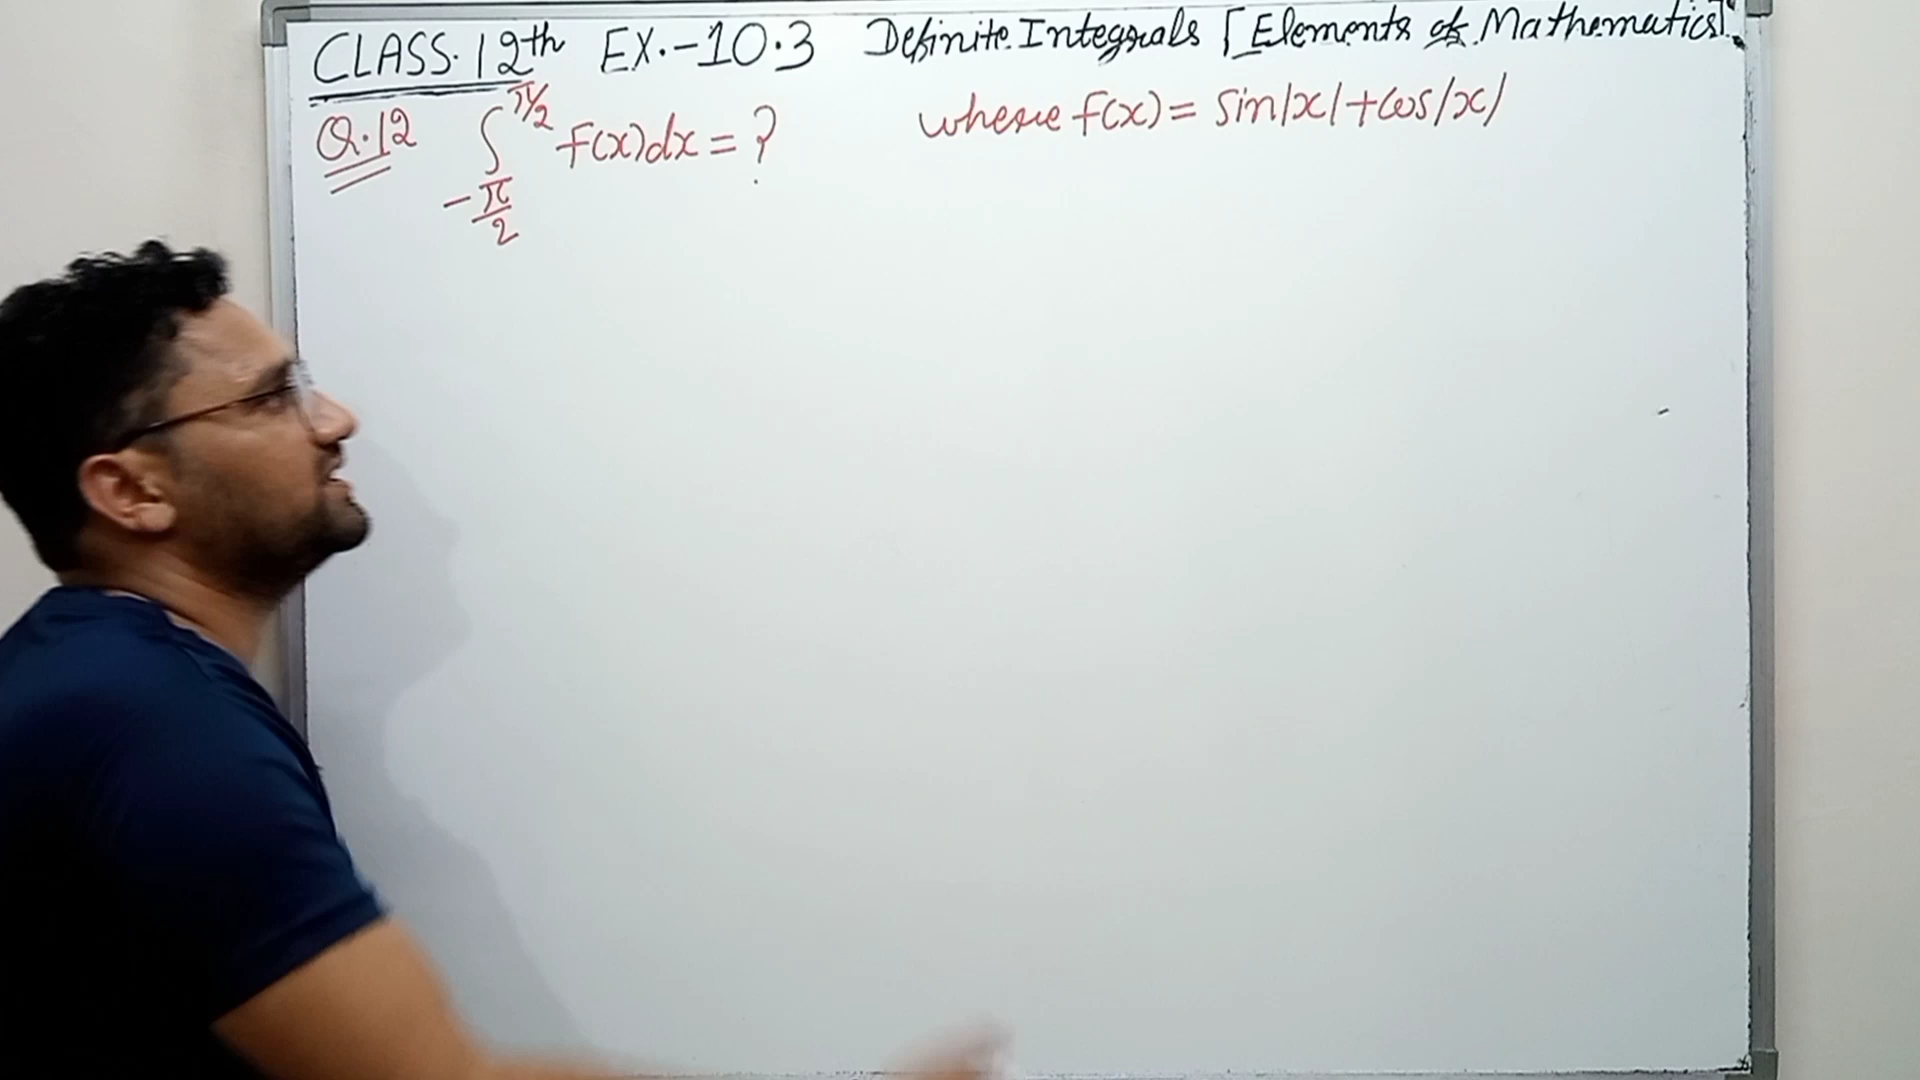 CLASS.12th EX.-10.3 Definite Integrals [Elements of Mathematics]
Q.12 ∫_{-π/2}^{π/2} f(x)dx = ? where f(x) = sin|x|+cos|x|